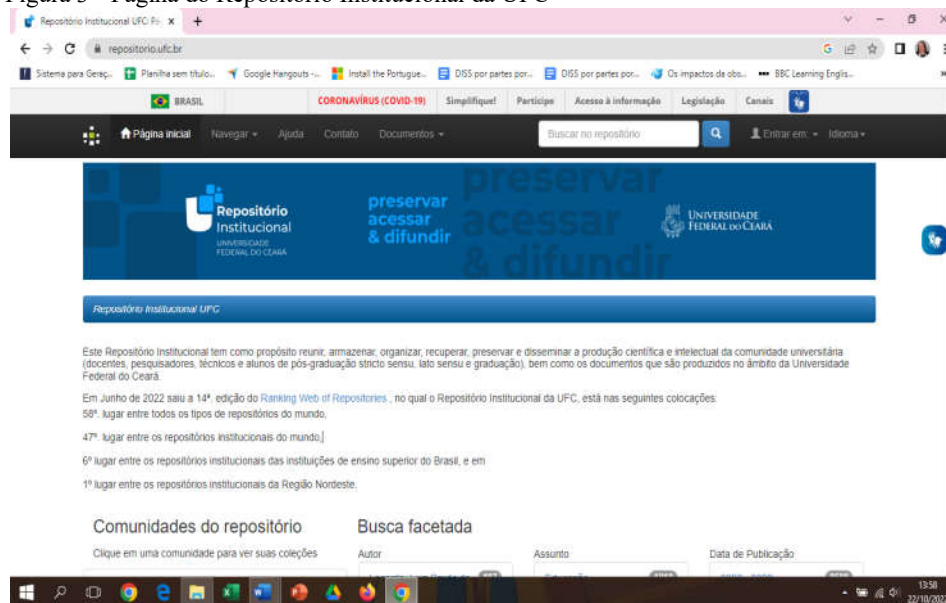 Figura 3 - Página do Repositório Institucional da UFC
Repositório Institucional UFC: Pá
repositorio.ufc.br
Sistema para Geraç...
Planilha sem título...
Google Hangouts -...
Install the Portugue...
DISS por partes por...
DISS por partes por...
Os impactos da oba...
BBC Learning Englis...
BRASIL
CORONAVÍRUS (COVID-19)
Simplifique!
Participe
Acesso à informação
Legislação
Canais
Página inicial
Navegar
Ajuda
Contato
Documentos
Buscar no repositório
Entrar em:
Idioma
Repositório
Institucional
UNIVERSIDADE
FEDERAL DO CEARÁ
preservar
acessar
& difundir
preservar
acessar
& difundir
UNIVERSIDADE
FEDERAL DO CEARÁ
Repositório Institucional UFC
Este Repositório Institucional tem como propósito reunir, armazenar, organizar, recuperar, preservar e disseminar a produção científica e intelectual da comunidade universitária
(docentes, pesquisadores, técnicos e alunos de pós-graduação stricto sensu, lato sensu e graduação), bem como os documentos que são produzidos no âmbito da Universidade
Federal do Ceará.
Em Junho de 2022 saiu a 14ª. edição do Ranking Web of Repositories , no qual o Repositório Institucional da UFC, está nas seguintes colocações:
58º. lugar entre todos os tipos de repositórios do mundo,
47º. lugar entre os repositórios institucionais do mundo,
6º lugar entre os repositórios institucionais das instituições de ensino superior do Brasil, e em
1º lugar entre os repositórios institucionais da Região Nordeste.
Comunidades do repositório
Busca facetada
Clique em uma comunidade para ver suas coleções
Autor
Assunto
Data de Publicação
13:58
22/10/202